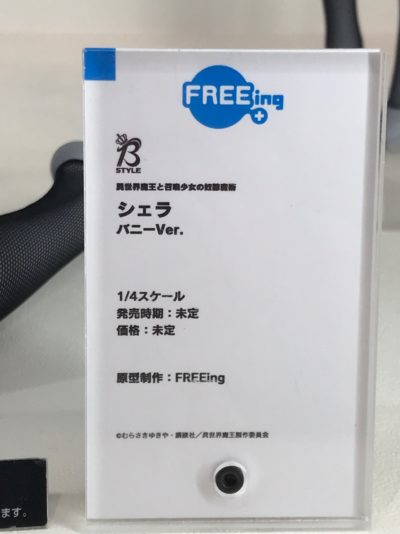 FREEing
B
STYLE
異世界魔王と召喚少女の奴隷魔術
シェラ
バニーVer.
1/4スケール
発売時期：未定
価格：未定
原型制作：FREEing
©むらさきゆきや・講談社／異世界魔王製作委員会
ます。